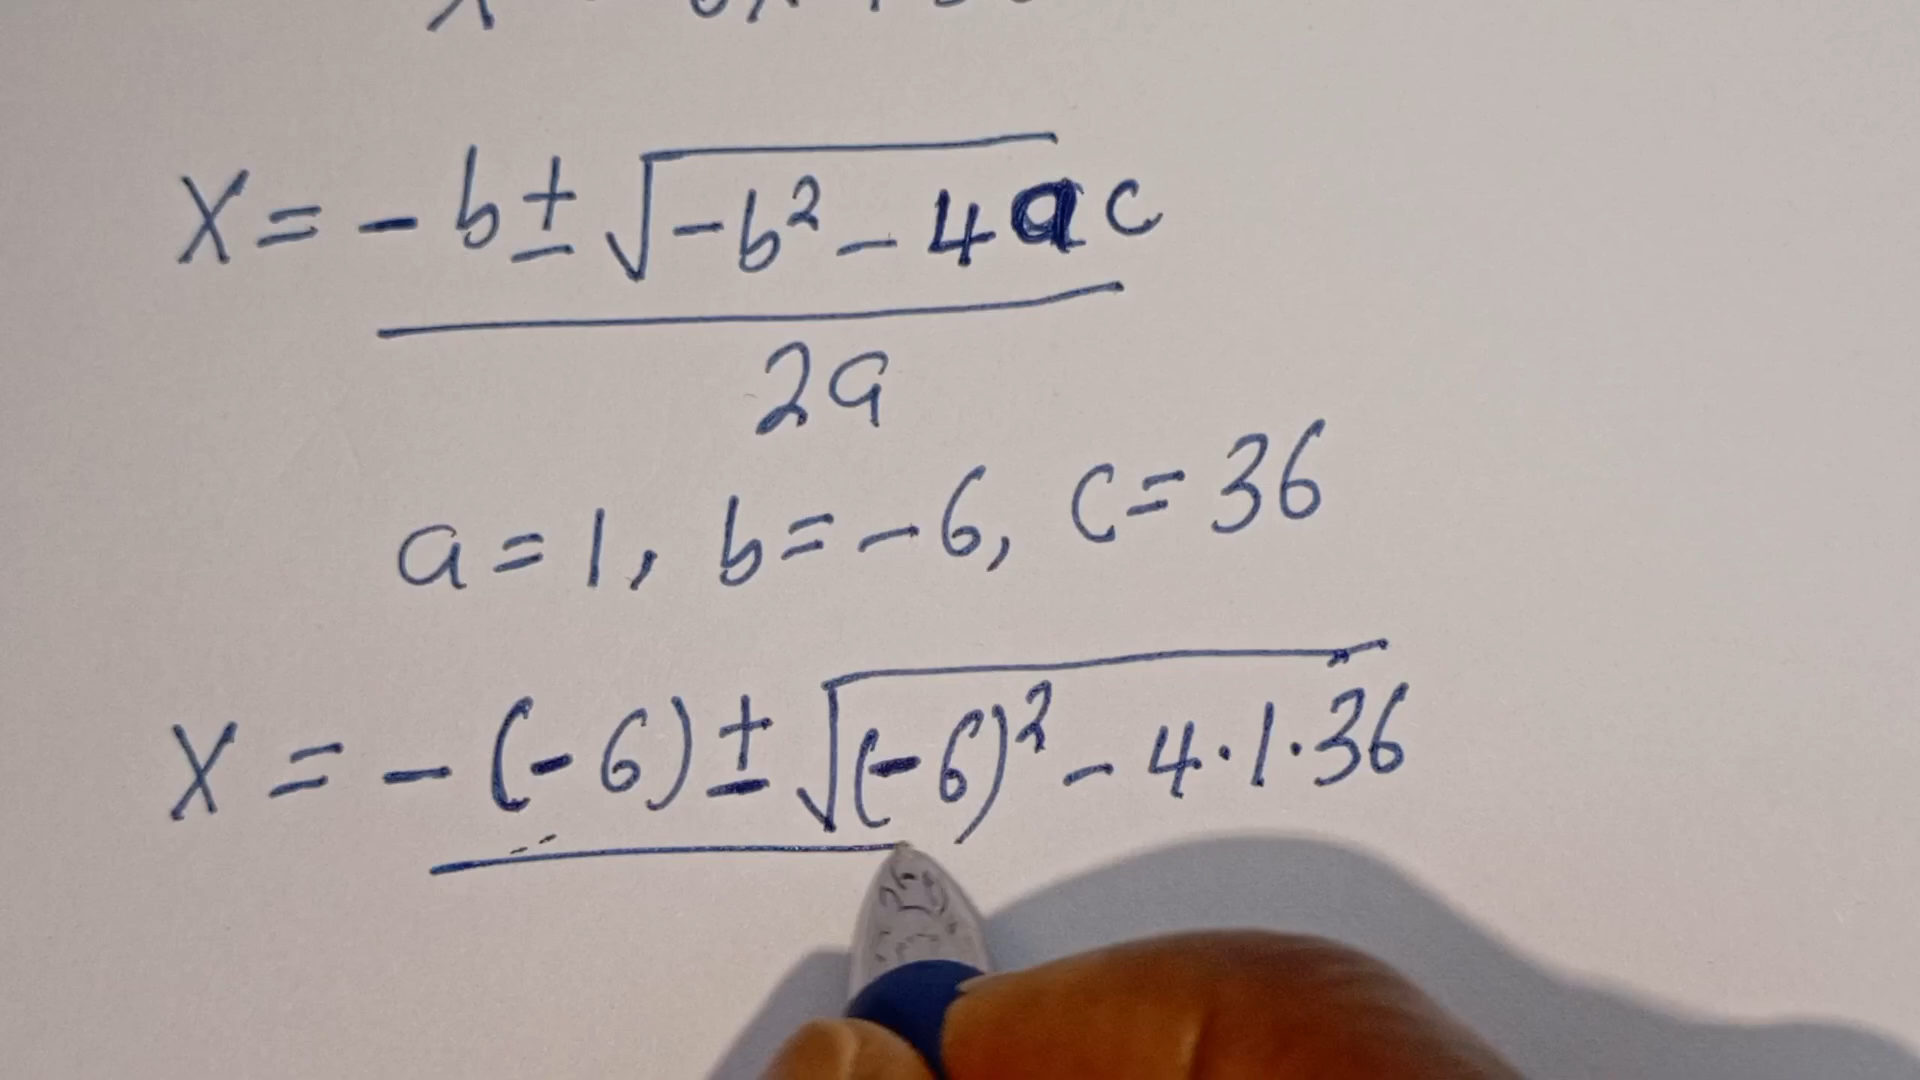 X = -b ± √-b² - 4ac
2a
a = 1, b = -6, c = 36
X = -(-6) ± √(-6)² - 4·1·36